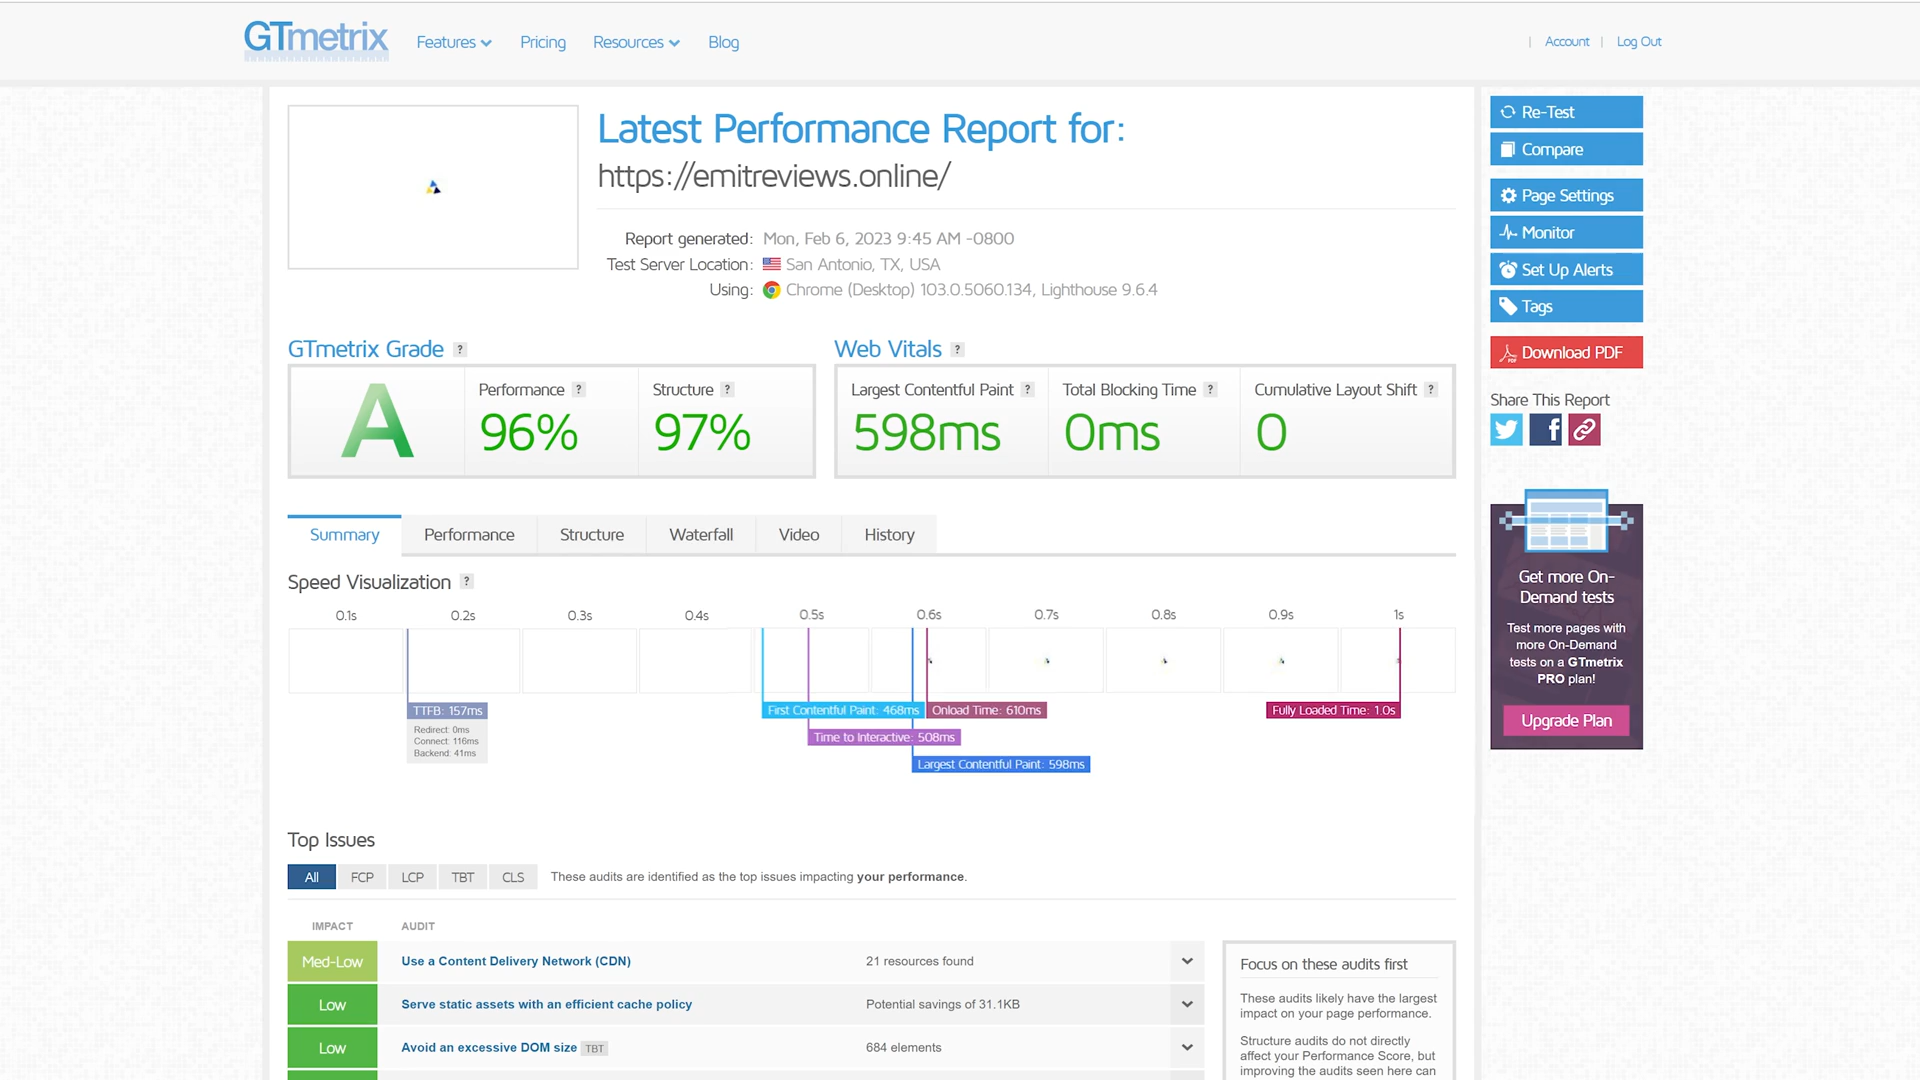 GTmetrix
Features
Pricing
Resources
Blog
| Account | Log Out
Latest Performance Report for:
https://emitreviews.online/
Report generated: Mon, Feb 6, 2023 9:45 AM -0800
Test Server Location: San Antonio, TX, USA
Using: Chrome (Desktop) 103.0.5060.134, Lighthouse 9.6.4
Re-Test
Compare
Page Settings
Monitor
Set Up Alerts
Tags
Download PDF
Share This Report
GTmetrix Grade ?
Web Vitals ?
A
Performance ?
96%
Structure ?
97%
Largest Contentful Paint ?
598ms
Total Blocking Time ?
0ms
Cumulative Layout Shift ?
0
Summary Performance Structure Waterfall Video History
Speed Visualization ?
0.1s 0.2s 0.3s 0.4s 0.5s 0.6s 0.7s 0.8s 0.9s 1s
TTFB: 157ms
Redirect: 0ms
Connect: 116ms
Backend: 41ms
First Contentful Paint: 468ms
Onload Time: 610ms
Fully Loaded Time: 1.0s
Time to Interactive: 508ms
Largest Contentful Paint: 598ms
Get more On-
Demand tests
Test more pages with
more On-Demand
tests on a GTmetrix
PRO plan!
Upgrade Plan
Top Issues
All FCP LCP TBT CLS These audits are identified as the top issues impacting your performance.
IMPACT AUDIT
Med-Low Use a Content Delivery Network (CDN) 21 resources found
Low Serve static assets with an efficient cache policy Potential savings of 31.1KB
Low Avoid an excessive DOM size TBT 684 elements
Focus on these audits first
These audits likely have the largest
impact on your page performance.
Structure audits do not directly
affect your Performance Score, but
improving the audits seen here can